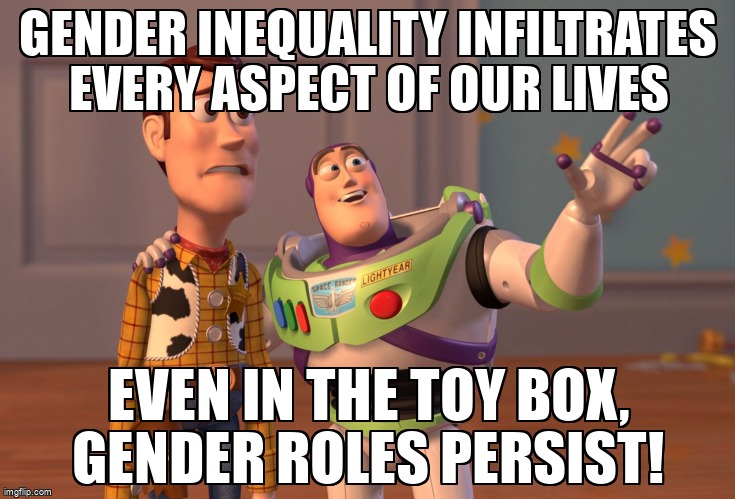 GENDER INEQUALITY INFILTRATES
EVERY ASPECT OF OUR LIVES
SPACE RANGER
LIGHTYEAR
EVEN IN THE TOY BOX,
GENDER ROLES PERSIST!
imgflip.com